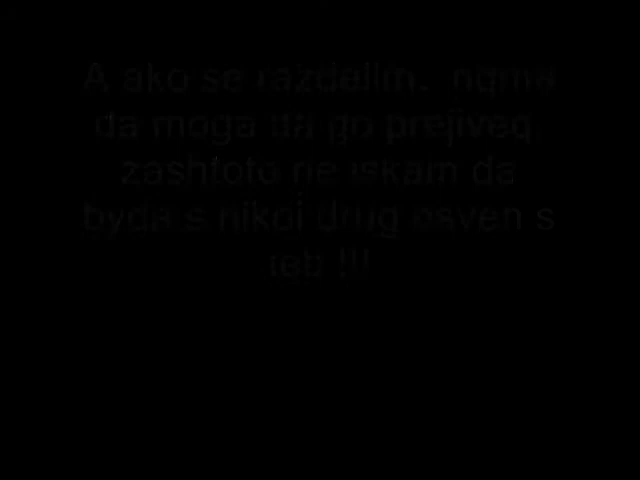 A ako se razdelim, nqma
da moga da go prejiveq,
zashtoto ne iskam da
byda s nikoi drug osven s
teb !!!